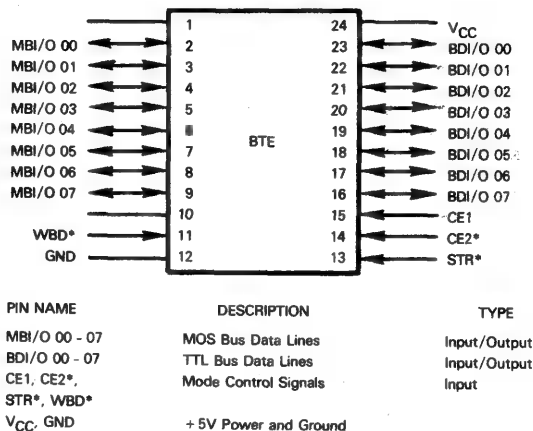 1 24 VCC
MBI/O 00 2 23 BDI/O 00
MBI/O 01 3 22 BDI/O 01
MBI/O 02 4 21 BDI/O 02
MBI/O 03 5 20 BDI/O 03
MBI/O 04 19 BDI/O 04
BTE
MBI/O 05 7 18 BDI/O 05
MBI/O 06 8 17 BDI/O 06
MBI/O 07 9 16 BDI/O 07
10 15 CE1
WBD* 11 14 CE2*
GND 12 13 STR*
PIN NAME DESCRIPTION TYPE
MBI/O 00 - 07 MOS Bus Data Lines Input/Output
BDI/O 00 - 07 TTL Bus Data Lines Input/Output
CE1, CE2*, Mode Control Signals Input
STR*, WBD*
VCC, GND +5V Power and Ground